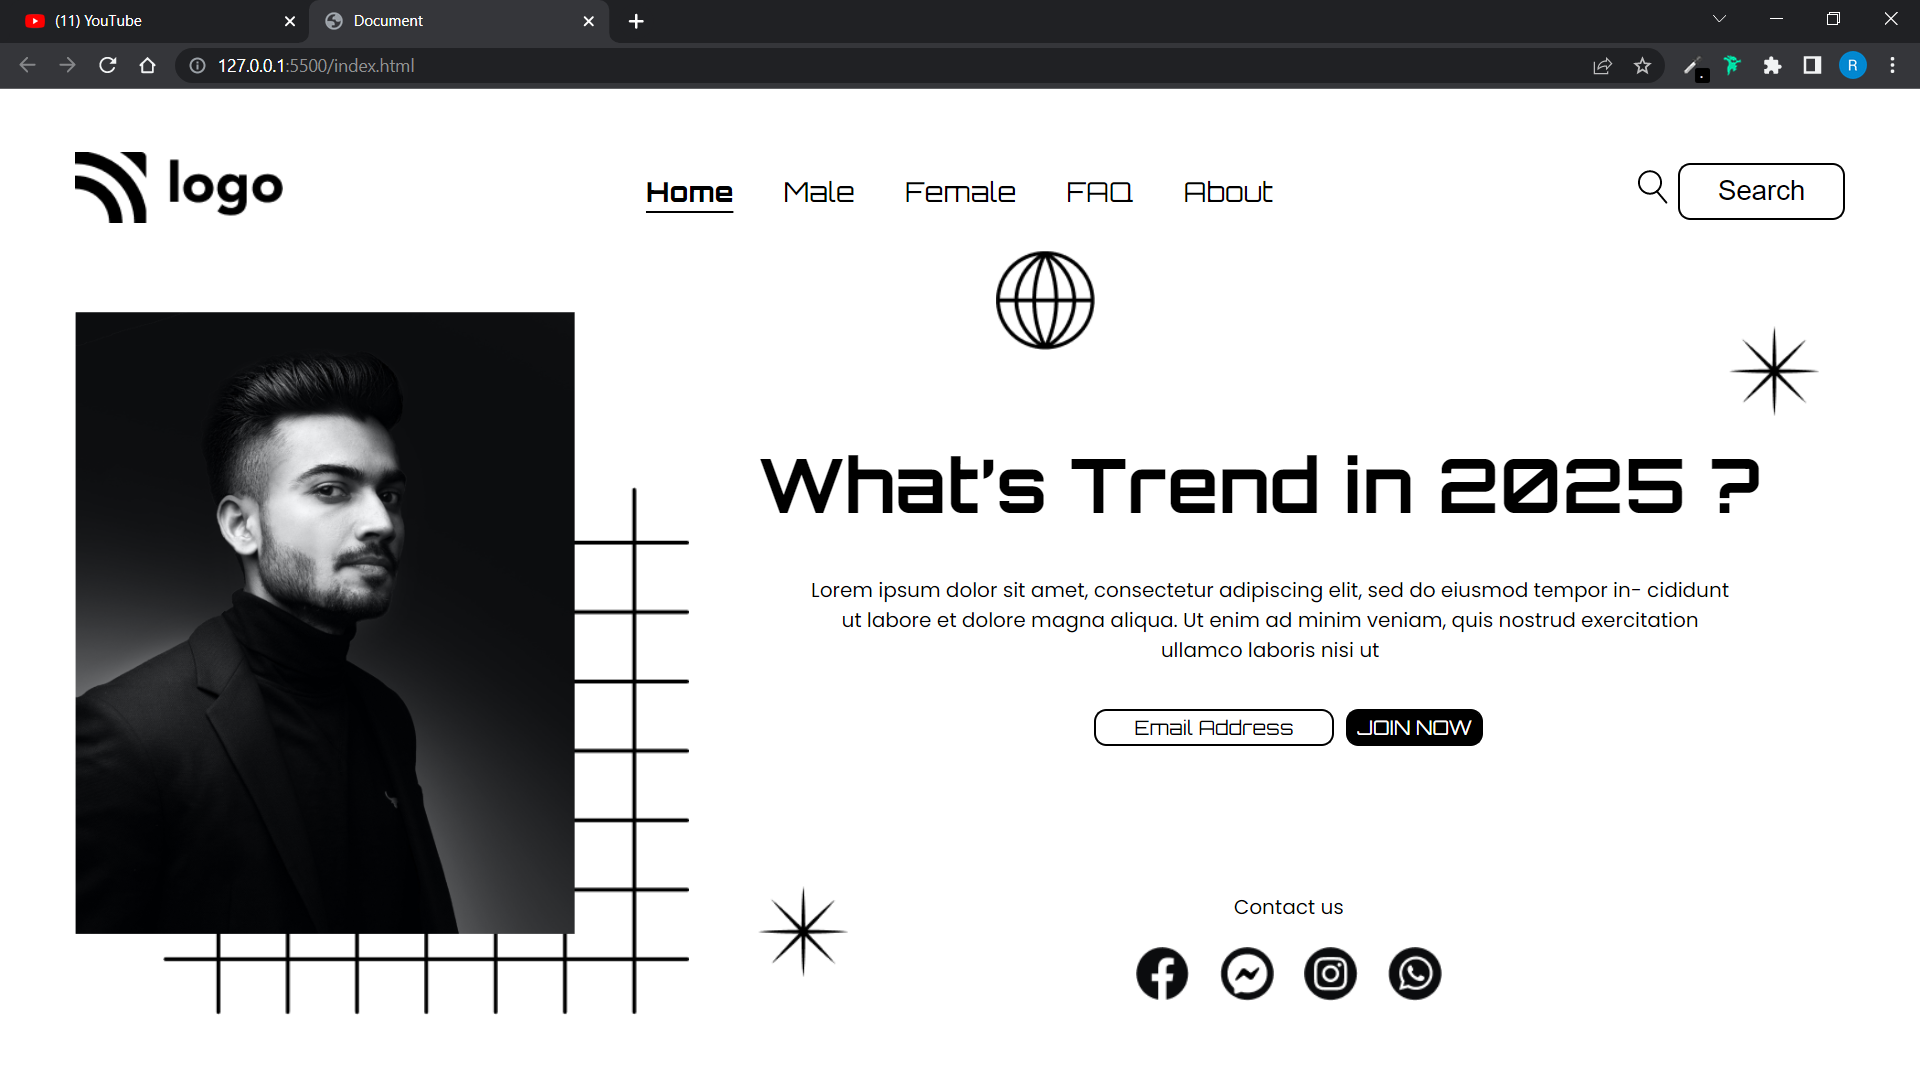 (11) YouTube
Document
127.0.0.1:5500/index.html
R
logo
Home Male Female FAQ About
Search
What's Trend in 2025 ?
Lorem ipsum dolor sit amet, consectetur adipiscing elit, sed do eiusmod tempor in- cididunt
ut labore et dolore magna aliqua. Ut enim ad minim veniam, quis nostrud exercitation
ullamco laboris nisi ut
Email Address JOIN NOW
Contact us